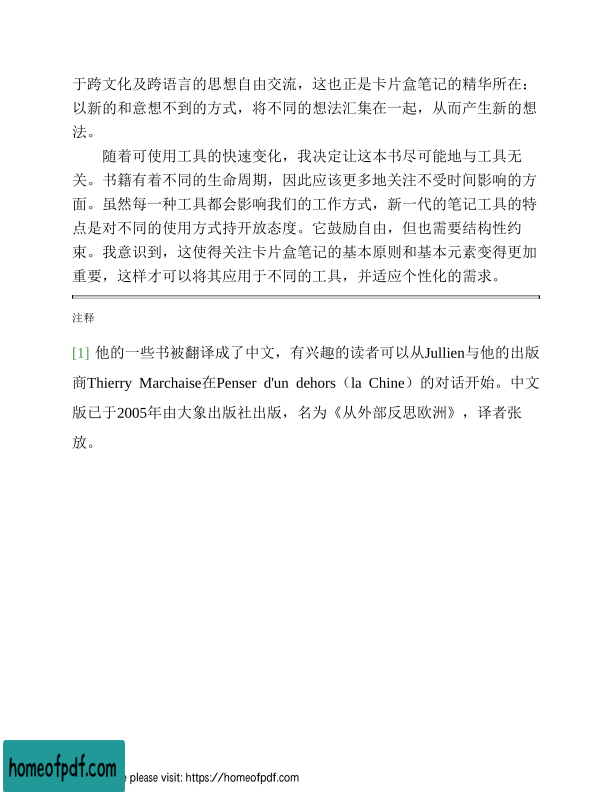 于跨文化及跨语言的思想自由交流，这也正是卡片盒笔记的精华所在：
以新的和意想不到的方式，将不同的想法汇集在一起，从而产生新的想
法。
随着可使用工具的快速变化，我决定让这本书尽可能地与工具无
关。书籍有着不同的生命周期，因此应该更多地关注不受时间影响的方
面。虽然每一种工具都会影响我们的工作方式，新一代的笔记工具的特
点是对不同的使用方式持开放态度。它鼓励自由，但也需要结构性约
束。我意识到，这使得关注卡片盒笔记的基本原则和基本元素变得更加
重要，这样才可以将其应用于不同的工具，并适应个性化的需求。
注释
[1] 他的一些书被翻译成了中文，有兴趣的读者可以从Jullien与他的出版
商Thierry Marchaise在Penser d'un dehors（la Chine）的对话开始。中文
版已于2005年由大象出版社出版，名为《从外部反思欧洲》，译者张
放。
homeofpdf.com
please visit: https://homeofpdf.com